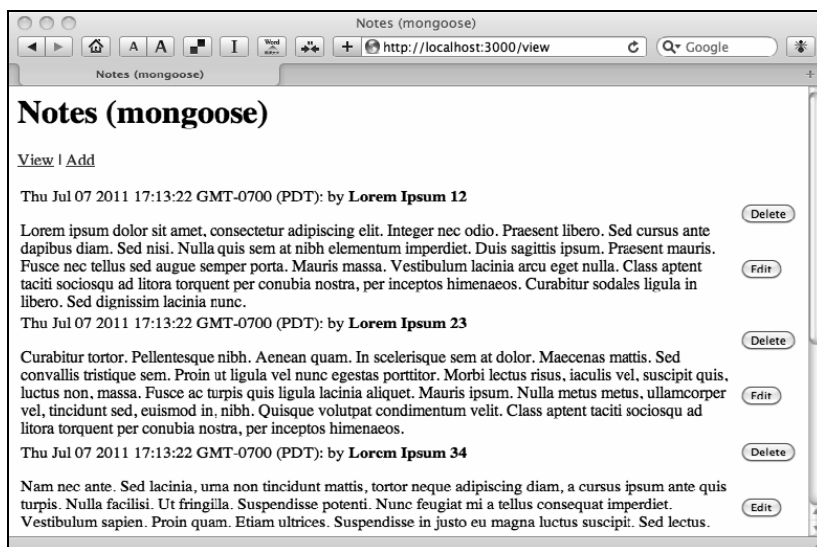 Notes (mongoose)
A A I Word + http://localhost:3000/view Google
Notes (mongoose) +
Notes (mongoose)
View | Add
Thu Jul 07 2011 17:13:22 GMT-0700 (PDT): by Lorem Ipsum 12
Delete
Lorem ipsum dolor sit amet, consectetur adipiscing elit. Integer nec odio. Praesent libero. Sed cursus ante
dapibus diam. Sed nisi. Nulla quis sem at nibh elementum imperdiet. Duis sagittis ipsum. Praesent mauris.
Fusce nec tellus sed augue semper porta. Mauris massa. Vestibulum lacinia arcu eget nulla. Class aptent
Edit
taciti sociosqu ad litora torquent per conubia nostra, per inceptos himenaeos. Curabitur sodales ligula in
libero. Sed dignissim lacinia nunc.
Thu Jul 07 2011 17:13:22 GMT-0700 (PDT): by Lorem Ipsum 23
Delete
Curabitur tortor. Pellentesque nibh. Aenean quam. In scelerisque sem at dolor. Maecenas mattis. Sed
convallis tristique sem. Proin ut ligula vel nunc egestas porttitor. Morbi lectus risus, iaculis vel, suscipit quis,
luctus non, massa. Fusce ac turpis quis ligula lacinia aliquet. Mauris ipsum. Nulla metus metus, ullamcorper
Edit
vel, tincidunt sed, euismod in, nibh. Quisque volutpat condimentum velit. Class aptent taciti sociosqu ad
litora torquent per conubia nostra, per inceptos himenaeos.
Thu Jul 07 2011 17:13:22 GMT-0700 (PDT): by Lorem Ipsum 34
Delete
Nam nec ante. Sed lacinia, urna non tincidunt mattis, tortor neque adipiscing diam, a cursus ipsum ante quis
turpis. Nulla facilisi. Ut fringilla. Suspendisse potenti. Nunc feugiat mi a tellus consequat imperdiet.
Edit
Vestibulum sapien. Proin quam. Etiam ultrices. Suspendisse in justo eu magna luctus suscipit. Sed lectus.